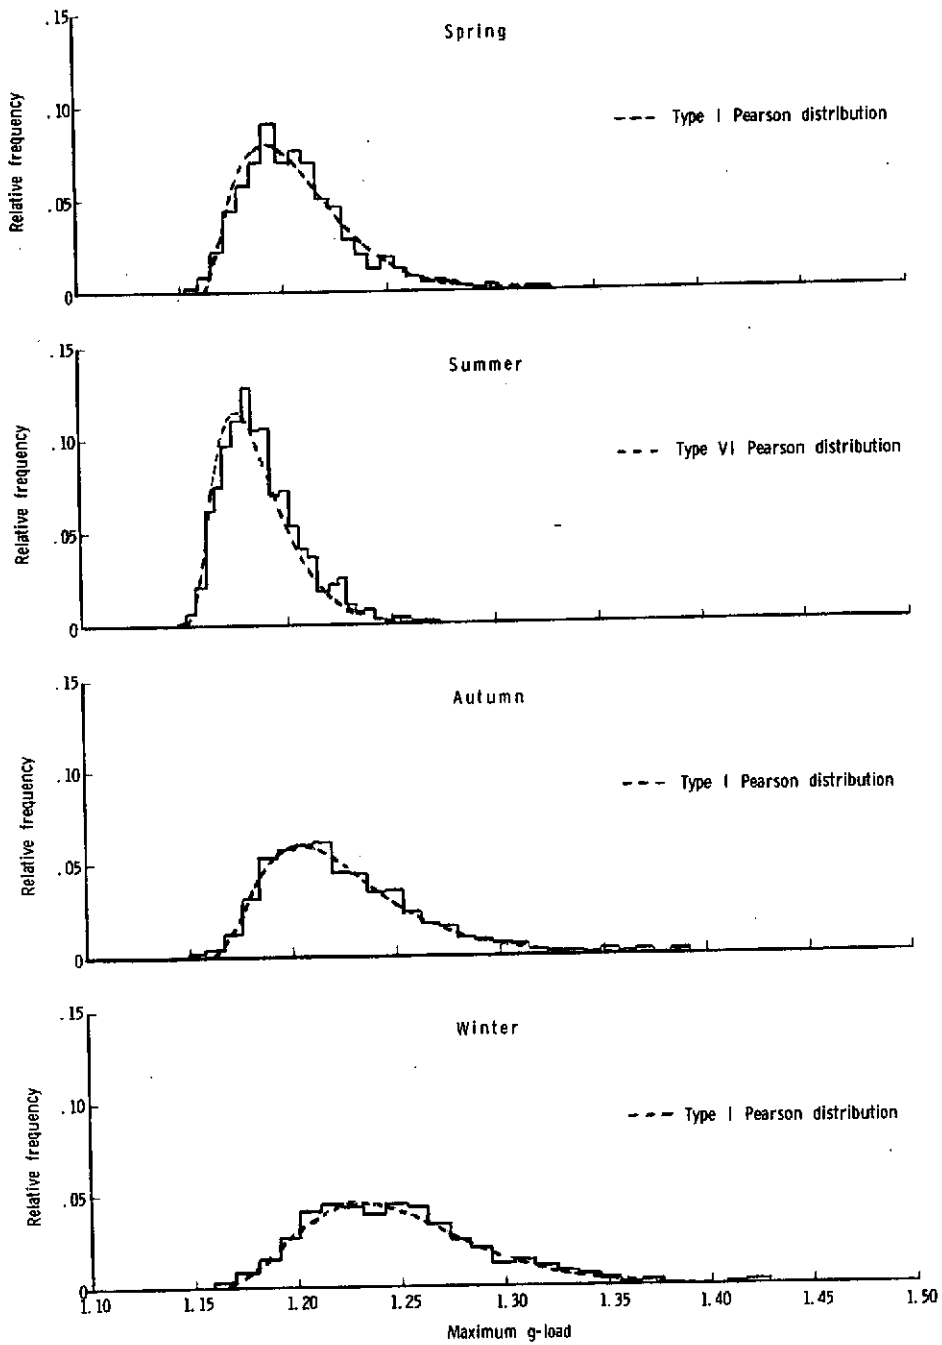 Spring
.15
.10
.05
0
Relative frequency
Type I Pearson distribution
Summer
.15
.10
.05
0
Relative frequency
Type VI Pearson distribution
Autumn
.15
.10
.05
0
Relative frequency
Type I Pearson distribution
Winter
.15
.10
.05
0
Relative frequency
Type I Pearson distribution
1.10 1.15 1.20 1.25 1.30 1.35 1.40 1.45 1.50
Maximum g-load